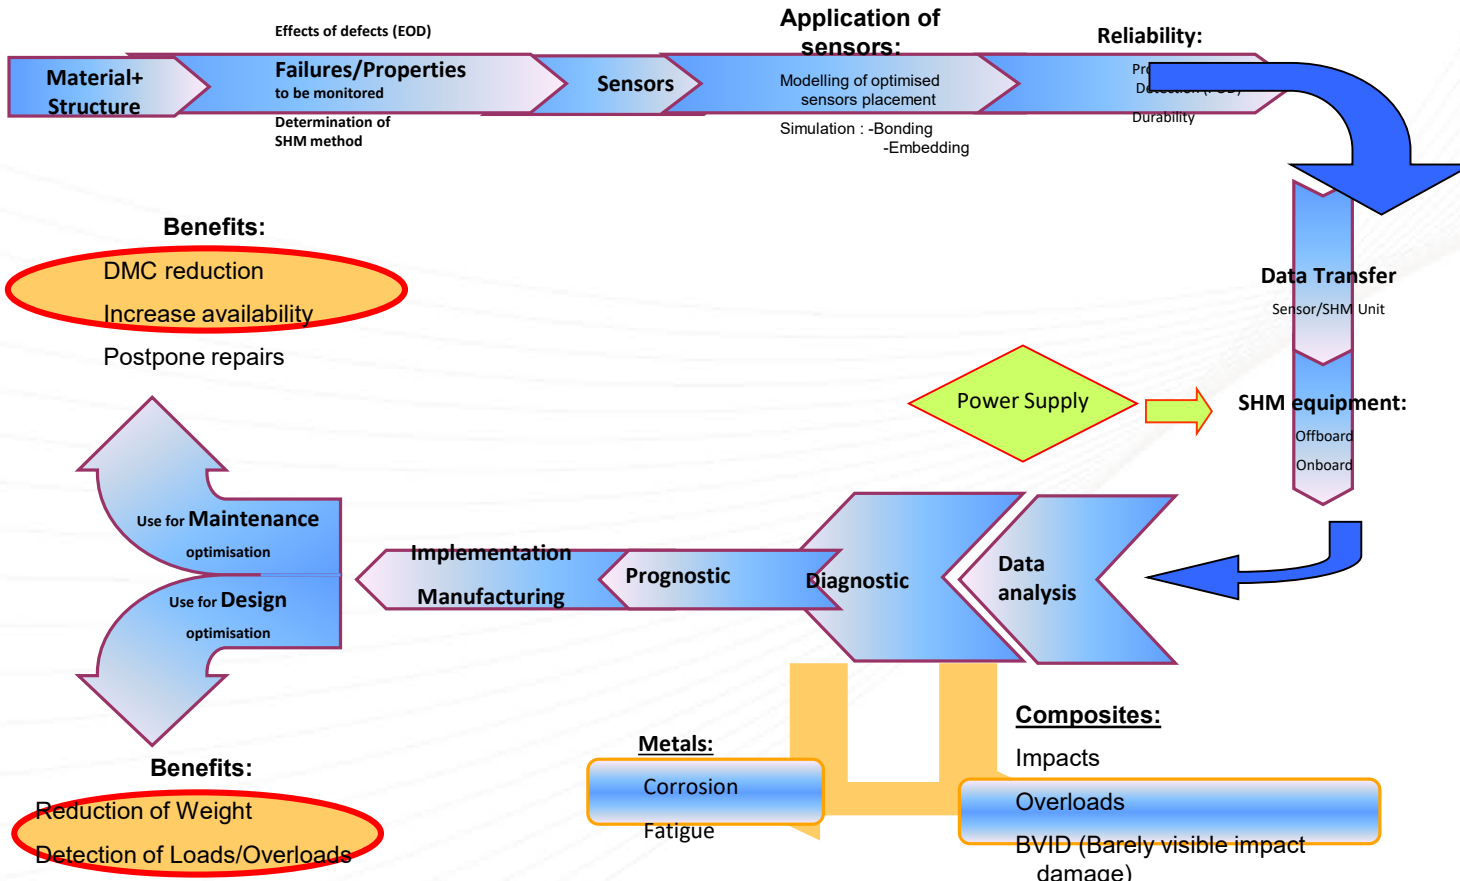 Application of
sensors:
Effects of defects (EOD)
Reliability:
Material+
Structure
Failures/Properties
to be monitored
Determination of
SHM method
Sensors
Modelling of optimised
sensors placement
Simulation : -Bonding
-Embedding
Durability
Benefits:
DMC reduction
Increase availability
Postpone repairs
Data Transfer
Sensor/SHM Unit
Power Supply
SHM equipment:
Offboard
Onboard
Use for Maintenance
optimisation
Use for Design
optimisation
Implementation
Manufacturing
Prognostic
Diagnostic
Data
analysis
Benefits:
Reduction of Weight
Detection of Loads/Overloads
Metals:
Corrosion
Fatigue
Composites:
Impacts
Overloads
BVID (Barely visible impact
damage)